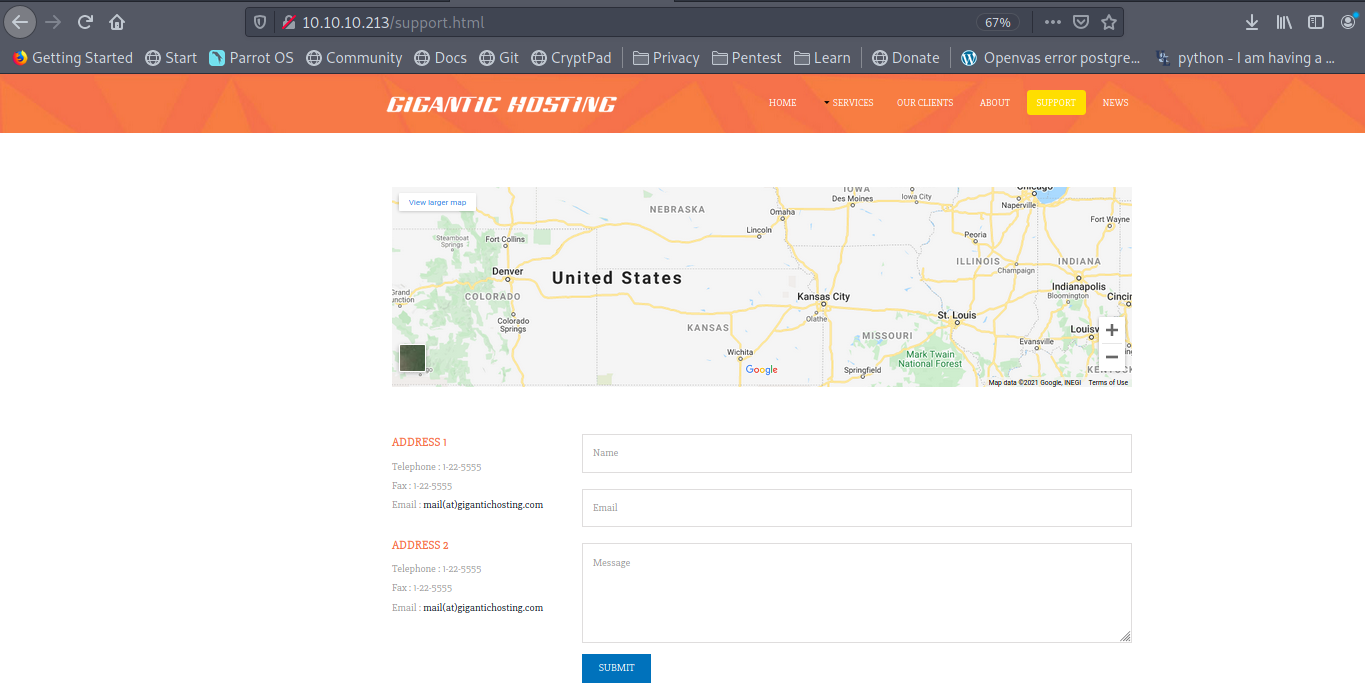 10.10.10.213/support.html 67%
Getting Started Start Parrot OS Community Docs Git CryptPad Privacy Pentest Learn Donate Openvas error postgre... python - I am having a ...
GIGANTIC HOSTING HOME SERVICES OUR CLIENTS ABOUT SUPPORT NEWS
View larger map
IOWA
Des Moines
Iowa City
Chicago
Naperville
NEBRASKA
Omaha
Lincoln
Fort Wayne
Steamboat
Springs
Fort Collins
Peoria
ILLINOIS
INDIANA
Champaign
Denver
United States
Indianapolis
Bloomington
COLORADO
Kansas City
Olathe
Colorado
Springs
St. Louis
KANSAS
MISSOURI
Evansville
Wichita
Mark Twain
National Forest
Springfield
Google
Map data ©2021 Google, INEGI Terms of Use
ADDRESS 1
Telephone : 1-22-5555
Fax : 1-22-5555
Email : mail(at)gigantichosting.com
ADDRESS 2
Telephone : 1-22-5555
Fax : 1-22-5555
Email : mail(at)gigantichosting.com
Name
Email
Message
SUBMIT